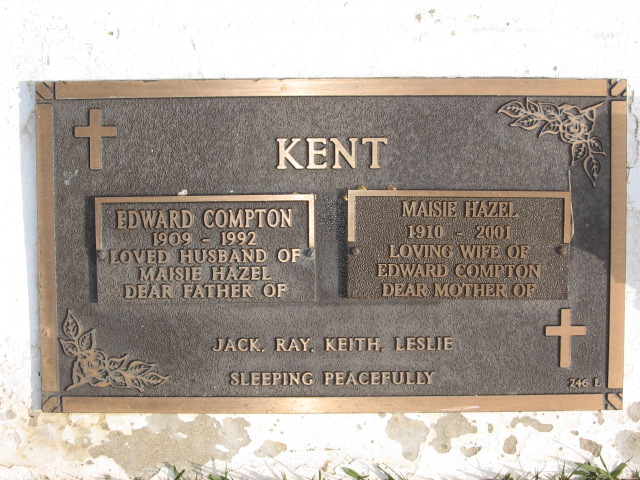 KENT
EDWARD COMPTON
1909 - 1992
LOVED HUSBAND OF
MAISIE HAZEL
DEAR FATHER OF
MAISIE HAZEL
1910 - 2001
LOVING WIFE OF
EDWARD COMPTON
DEAR MOTHER OF
JACK, RAY, KEITH, LESLIE
SLEEPING PEACEFULLY
246 L